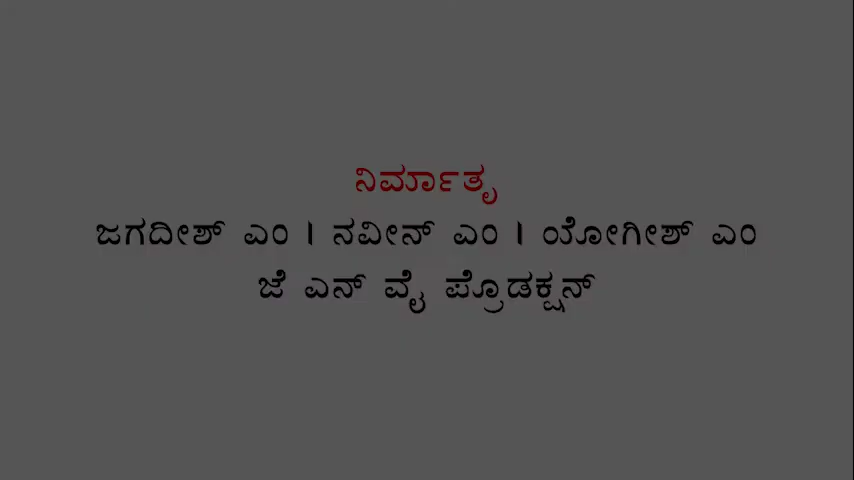 ನಿರ್ಮಾತೃ
ಜಗದೀಶ್ ಎಂ | ನವೀನ್ ಎಂ | ಯೋಗೀಶ್ ಎಂ
ಜೆ ಎನ್ ವೈ ಪ್ರೊಡಕ್ಷನ್